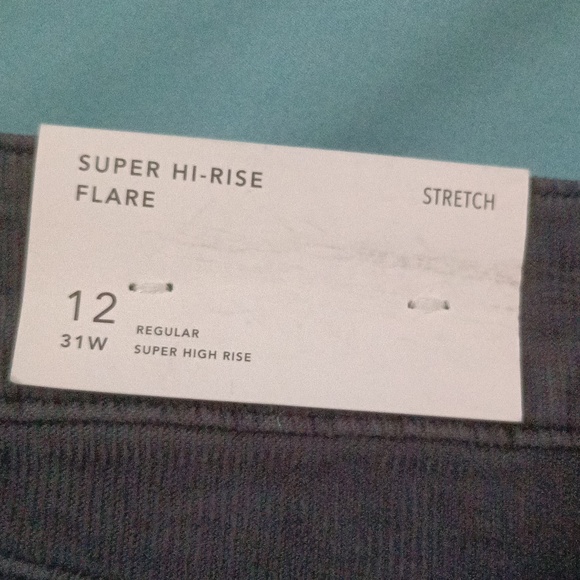 SUPER HI-RISE
FLARE
STRETCH
12
31W
REGULAR
SUPER HIGH RISE